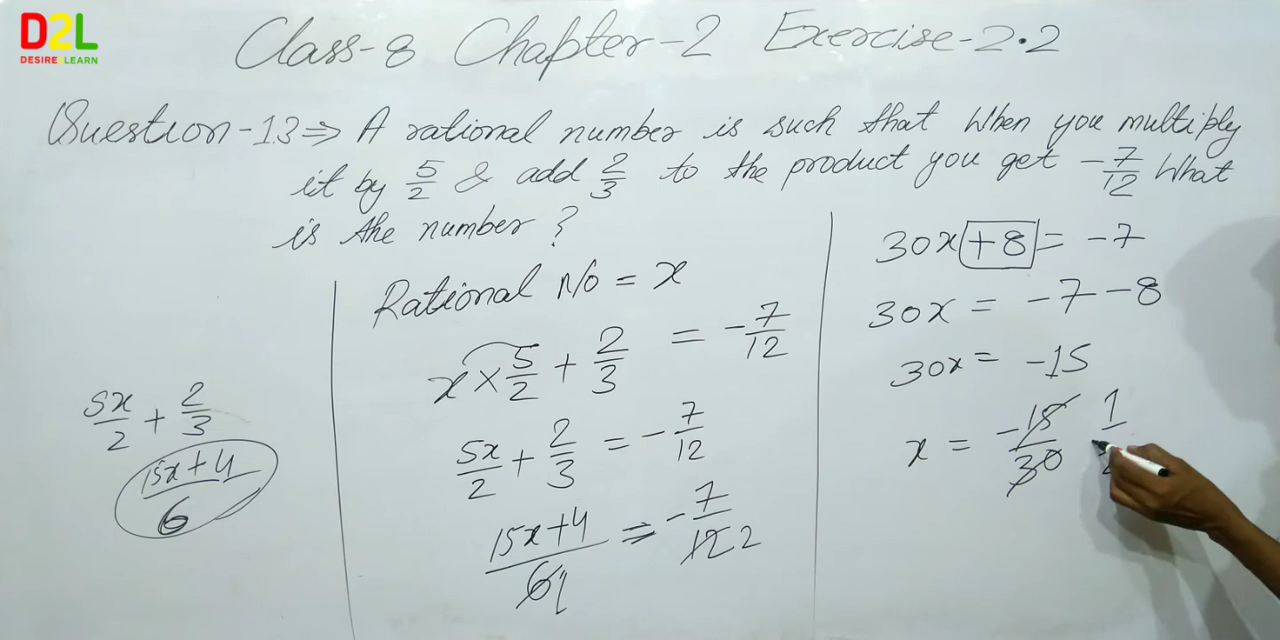 D2L
DESIRE2LEARN
Class-8 Chapter-2 Exercise-2.2
Question-13⇒ A rational number is such that when you multiply
it by 5/2 & add 2/3 to the product you get -7/12 What
is the number?
5x/2 + 2/3
15x+4/6
Rational n/o = x
x × 5/2 + 2/3 = -7/12
5x/2 + 2/3 = -7/12
15x+4/6 1 = -7/12 2
30x +8 = -7
30x = -7-8
30x = -15
x = -15/30 1